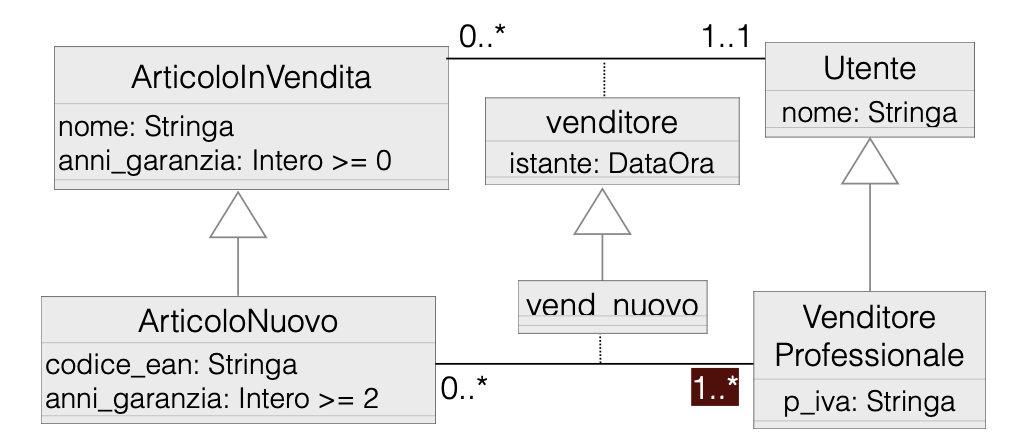 0..*
1..1
ArticoloInVendita
nome: Stringa
anni_garanzia: Intero >= 0
venditore
istante: DataOra
Utente
nome: Stringa
ArticoloNuovo
codice_ean: Stringa
anni_garanzia: Intero >= 2
vend_nuovo
Venditore
Professionale
p_iva: Stringa
0..*
1..*